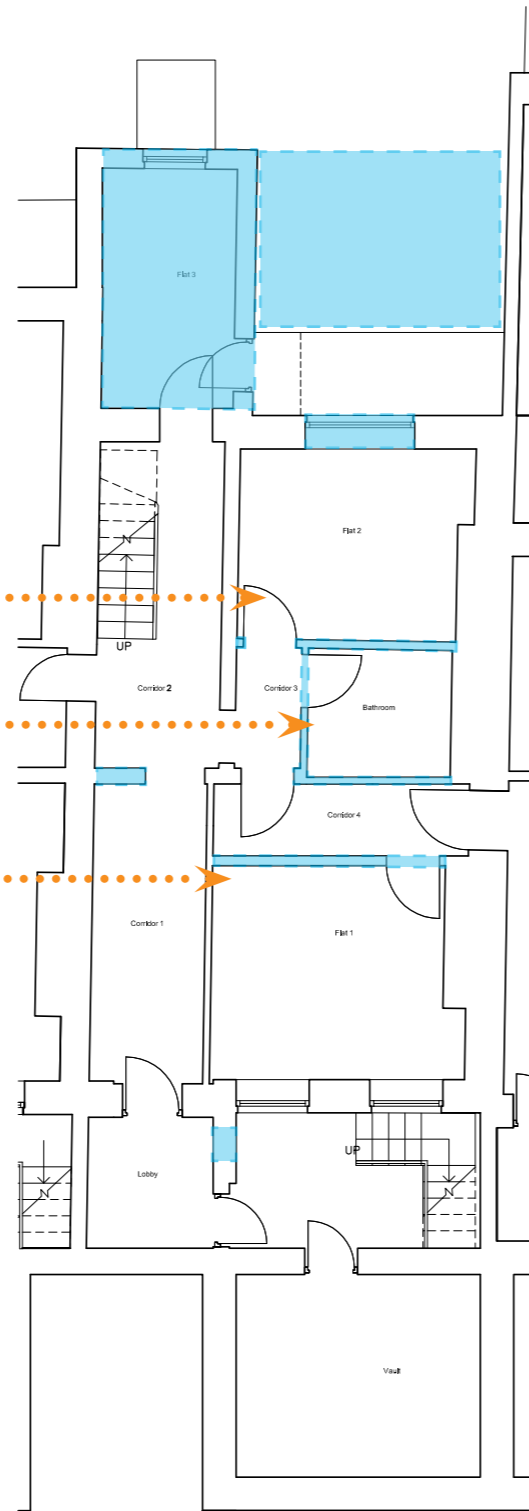 Flat 3
Flat 2
N
UP
Corridor 2
Corridor 3
Bathroom
Corridor 4
Corridor 1
Flat 1
UP
Lobby
N
N
Vault